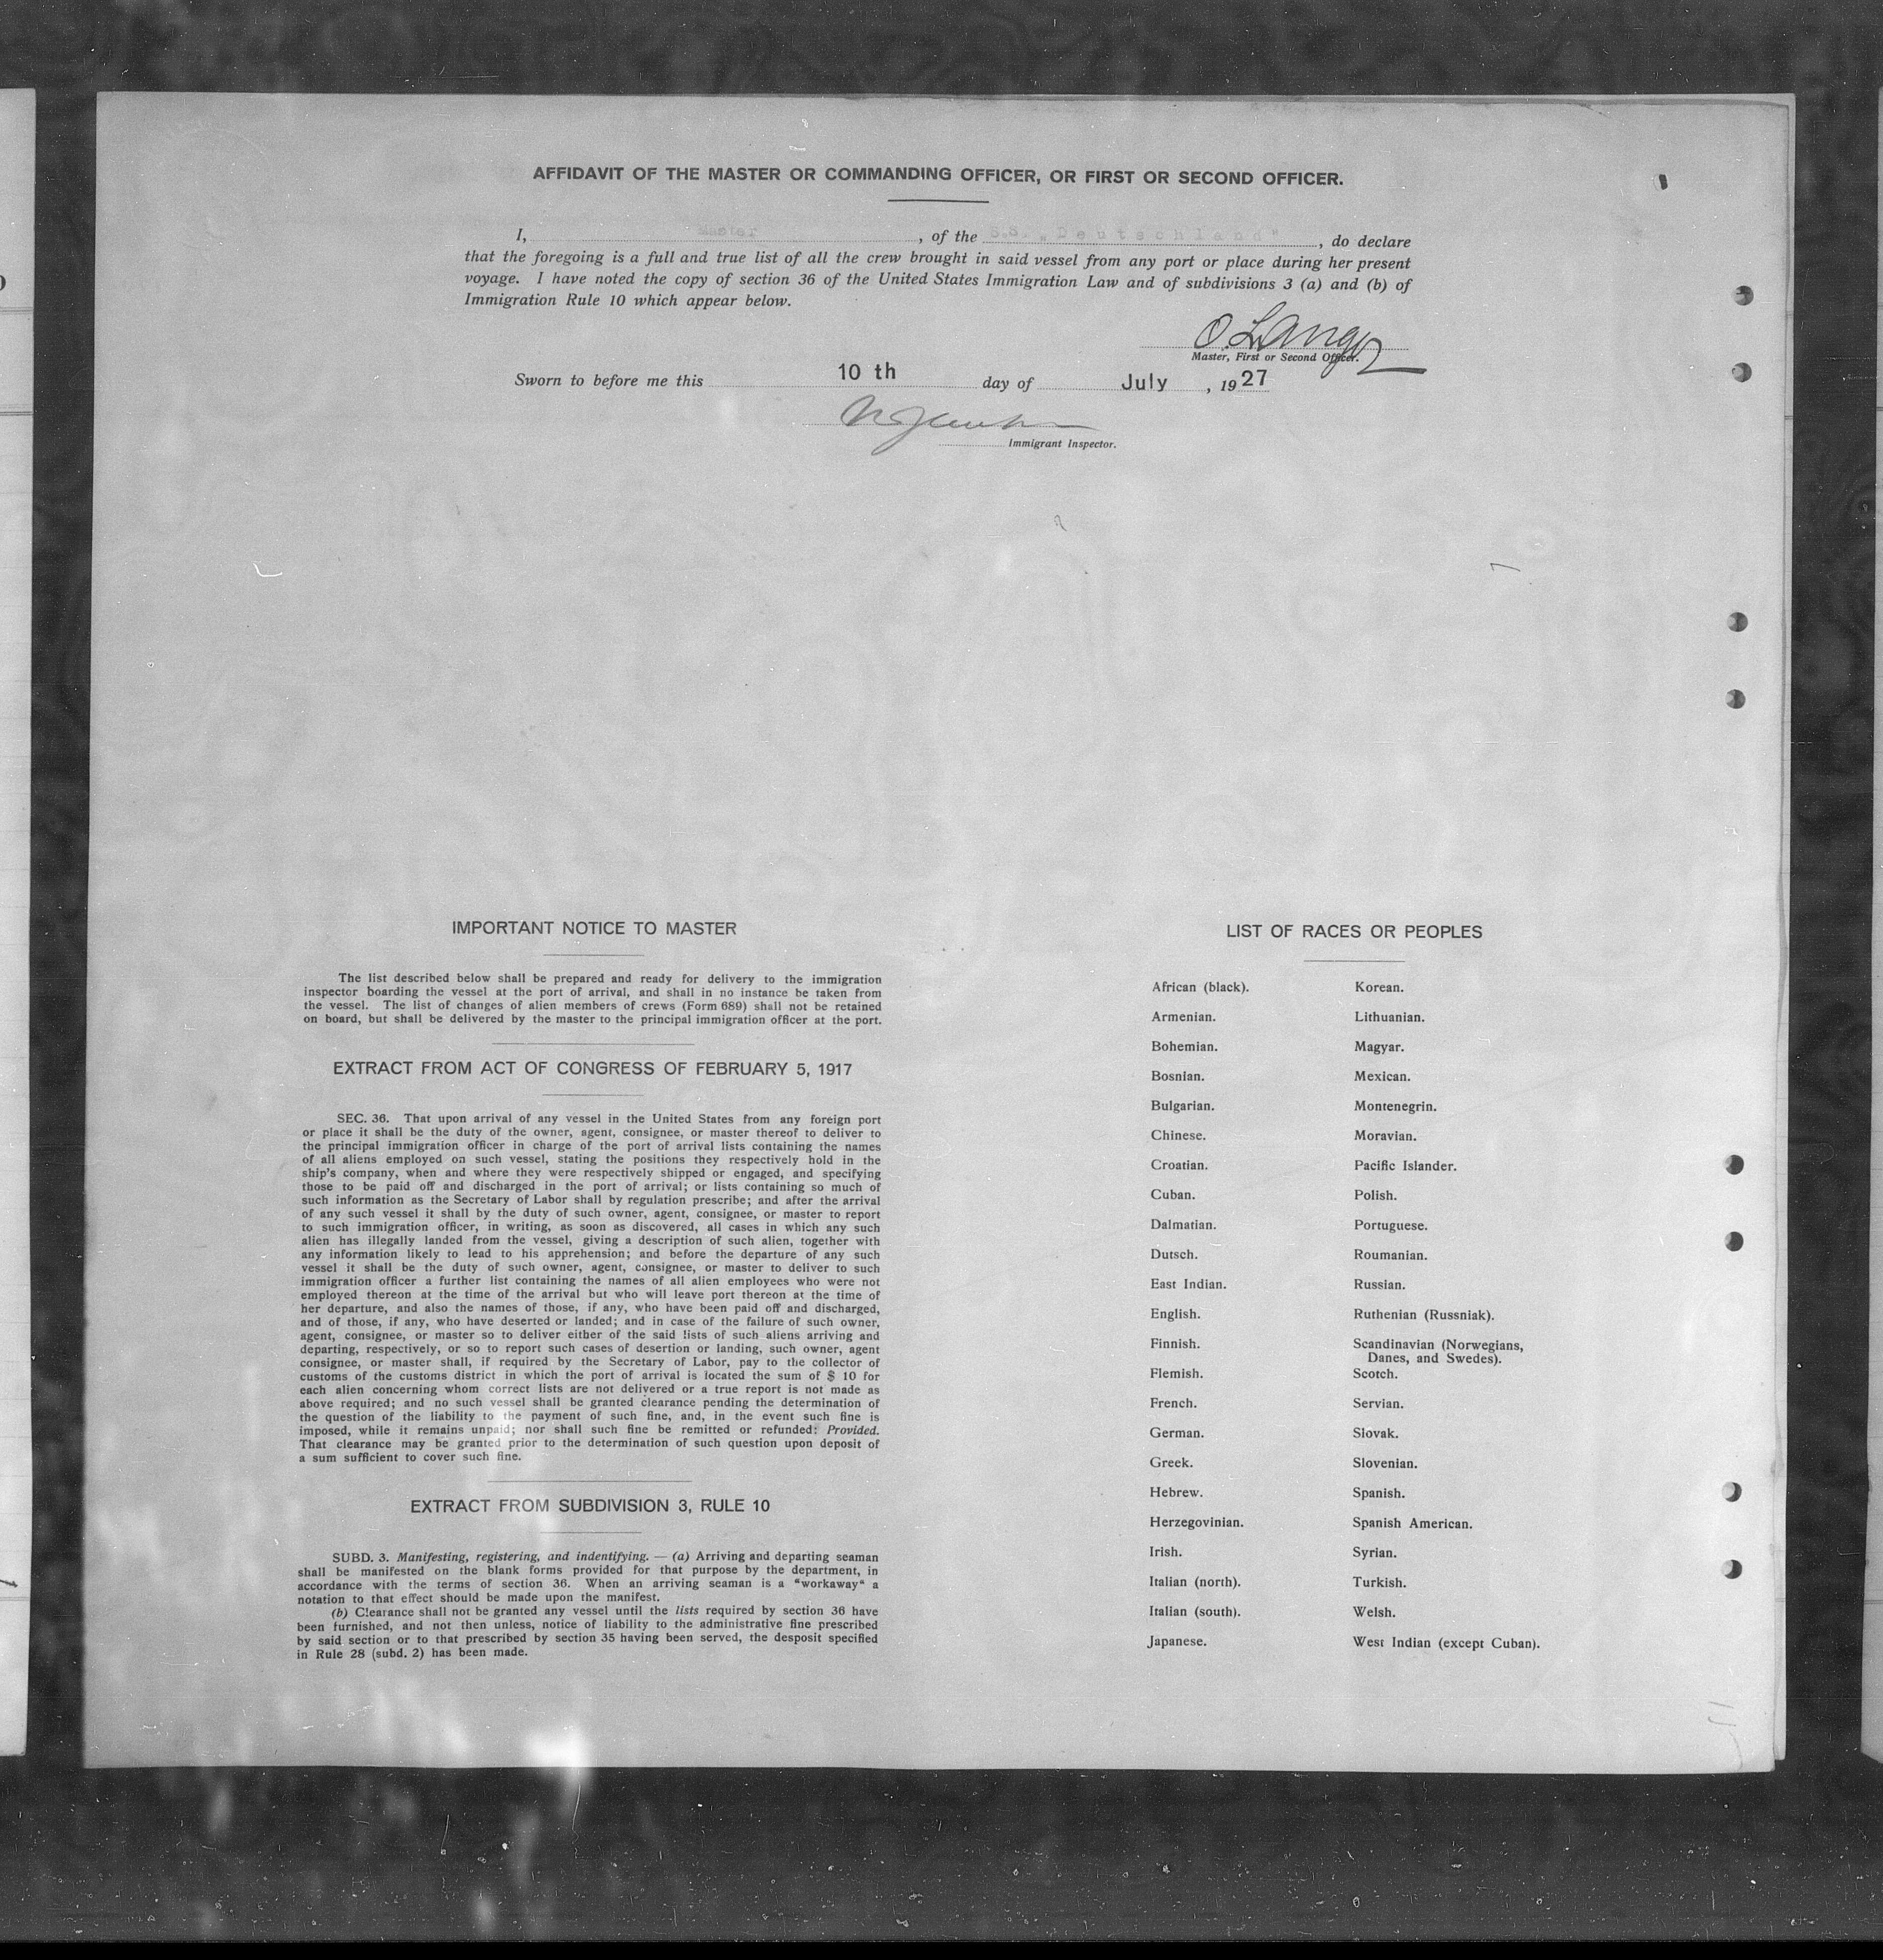 AFFIDAVIT OF THE MASTER OR COMMANDING OFFICER, OR FIRST OR SECOND OFFICER.
I, Master, of the S.S. „Deutschland", do declare
that the foregoing is a full and true list of all the crew brought in said vessel from any port or place during her present
voyage. I have noted the copy of section 36 of the United States Immigration Law and of subdivisions 3 (a) and (b) of
Immigration Rule 10 which appear below.
O. Langer
Master, First or Second Officer.
Sworn to before me this 10 th day of July, 1927
Immigrant Inspector.
IMPORTANT NOTICE TO MASTER
The list described below shall be prepared and ready for delivery to the immigration
inspector boarding the vessel at the port of arrival, and shall in no instance be taken from
the vessel. The list of changes of alien members of crews (Form 689) shall not be retained
on board, but shall be delivered by the master to the principal immigration officer at the port.
EXTRACT FROM ACT OF CONGRESS OF FEBRUARY 5, 1917
SEC. 36. That upon arrival of any vessel in the United States from any foreign port
or place it shall be the duty of the owner, agent, consignee, or master thereof to deliver to
the principal immigration officer in charge of the port of arrival lists containing the names
of all aliens employed on such vessel, stating the positions they respectively hold in the
ship's company, when and where they were respectively shipped or engaged, and specifying
those to be paid off and discharged in the port of arrival; or lists containing so much of
such information as the Secretary of Labor shall by regulation prescribe; and after the arrival
of any such vessel it shall by the duty of such owner, agent, consignee, or master to report
to such immigration officer, in writing, as soon as discovered, all cases in which any such
alien has illegally landed from the vessel, giving a description of such alien, together with
any information likely to lead to his apprehension; and before the departure of any such
vessel it shall be the duty of such owner, agent, consignee, or master to deliver to such
immigration officer a further list containing the names of all alien employees who were not
employed thereon at the time of the arrival but who will leave port thereon at the time of
her departure, and also the names of those, if any, who have been paid off and discharged,
and of those, if any, who have deserted or landed; and in case of the failure of such owner,
agent, consignee, or master so to deliver either of the said lists of such aliens arriving and
departing, respectively, or so to report such cases of desertion or landing, such owner, agent
consignee, or master shall, if required by the Secretary of Labor, pay to the collector of
customs of the customs district in which the port of arrival is located the sum of $ 10 for
each alien concerning whom correct lists are not delivered or a true report is not made as
above required; and no such vessel shall be granted clearance pending the determination of
the question of the liability to the payment of such fine, and, in the event such fine is
imposed, while it remains unpaid; nor shall such fine be remitted or refunded: Provided.
That clearance may be granted prior to the determination of such question upon deposit of
a sum sufficient to cover such fine.
EXTRACT FROM SUBDIVISION 3, RULE 10
SUBD. 3. Manifesting, registering, and indentifying. — (a) Arriving and departing seaman
shall be manifested on the blank forms provided for that purpose by the department, in
accordance with the terms of section 36. When an arriving seaman is a "workaway" a
notation to that effect should be made upon the manifest.
(b) Clearance shall not be granted any vessel until the lists required by section 36 have
been furnished, and not then unless, notice of liability to the administrative fine prescribed
by said section or to that prescribed by section 35 having been served, the desposit specified
in Rule 28 (subd. 2) has been made.
LIST OF RACES OR PEOPLES
African (black).
Armenian.
Bohemian.
Bosnian.
Bulgarian.
Chinese.
Croatian.
Cuban.
Dalmatian.
Dutsch.
East Indian.
English.
Finnish.
Flemish.
French.
German.
Greek.
Hebrew.
Herzegovinian.
Irish.
Italian (north).
Italian (south).
Japanese.
Korean.
Lithuanian.
Magyar.
Mexican.
Montenegrin.
Moravian.
Pacific Islander.
Polish.
Portuguese.
Roumanian.
Russian.
Ruthenian (Russniak).
Scandinavian (Norwegians,
Danes, and Swedes).
Scotch.
Servian.
Slovak.
Slovenian.
Spanish.
Spanish American.
Syrian.
Turkish.
Welsh.
West Indian (except Cuban).